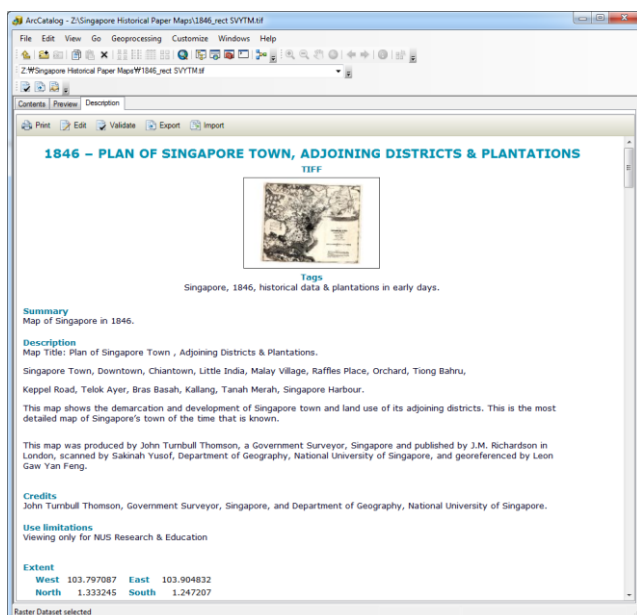 ArcCatalog - Z:\Singapore Historical Paper Maps\1846_rect SVYTM.tif
File Edit View Go Geoprocessing Customize Windows Help
Z:₩Singapore Historical Paper Maps₩1846_rect SVYTM.tif
Contents Preview Description
Print Edit Validate Export Import
1846 – PLAN OF SINGAPORE TOWN, ADJOINING DISTRICTS & PLANTATIONS
TIFF
Tags
Singapore, 1846, historical data & plantations in early days.
Summary
Map of Singapore in 1846.
Description
Map Title: Plan of Singapore Town , Adjoining Districts & Plantations.
Singapore Town, Downtown, Chiantown, Little India, Malay Village, Raffles Place, Orchard, Tiong Bahru,
Keppel Road, Telok Ayer, Bras Basah, Kallang, Tanah Merah, Singapore Harbour.
This map shows the demarcation and development of Singapore town and land use of its adjoining districts. This is the most
detailed map of Singapore's town of the time that is known.
This map was produced by John Turnbull Thomson, a Government Surveyor, Singapore and published by J.M. Richardson in
London, scanned by Sakinah Yusof, Department of Geography, National University of Singapore, and georeferenced by Leon
Gaw Yan Feng.
Credits
John Turnbull Thomson, Government Surveyor, Singapore, and Department of Geography, National University of Singapore.
Use limitations
Viewing only for NUS Research & Education
Extent
West 103.797087 East 103.904832
North 1.333245 South 1.247207
Raster Dataset selected